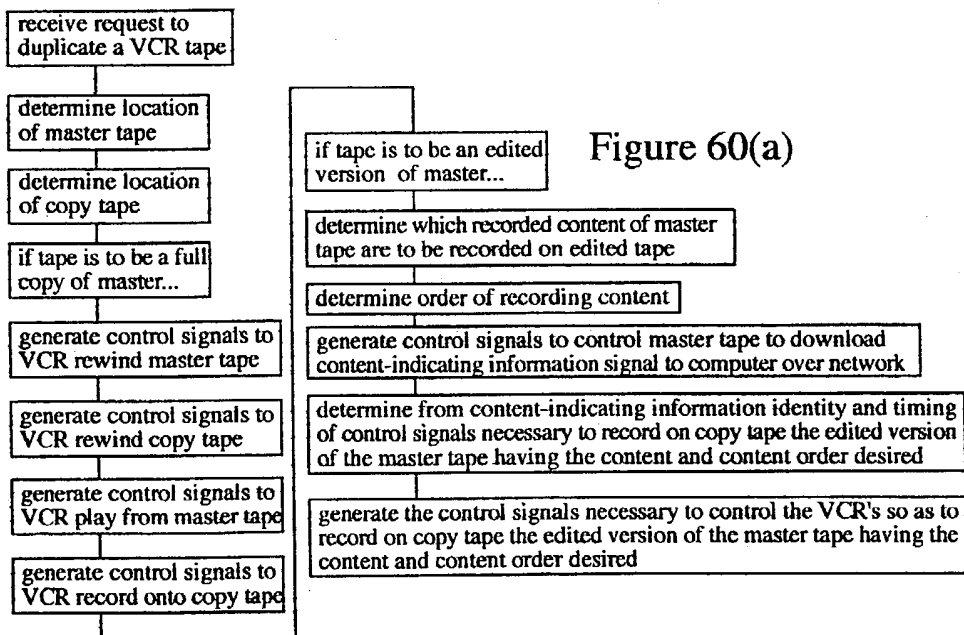 receive request to
duplicate a VCR tape
determine location
of master tape
determine location
of copy tape
if tape is to be a full
copy of master...
generate control signals to
VCR rewind master tape
generate control signals to
VCR rewind copy tape
generate control signals to
VCR play from master tape
generate control signals to
VCR record onto copy tape
if tape is to be an edited
version of master...
Figure 60(a)
determine which recorded content of master
tape are to be recorded on edited tape
determine order of recording content
generate control signals to control master tape to download
content-indicating information signal to computer over network
determine from content-indicating information identity and timing
of control signals necessary to record on copy tape the edited version
of the master tape having the content and content order desired
generate the control signals necessary to control the VCR's so as to
record on copy tape the edited version of the master tape having the
content and content order desired